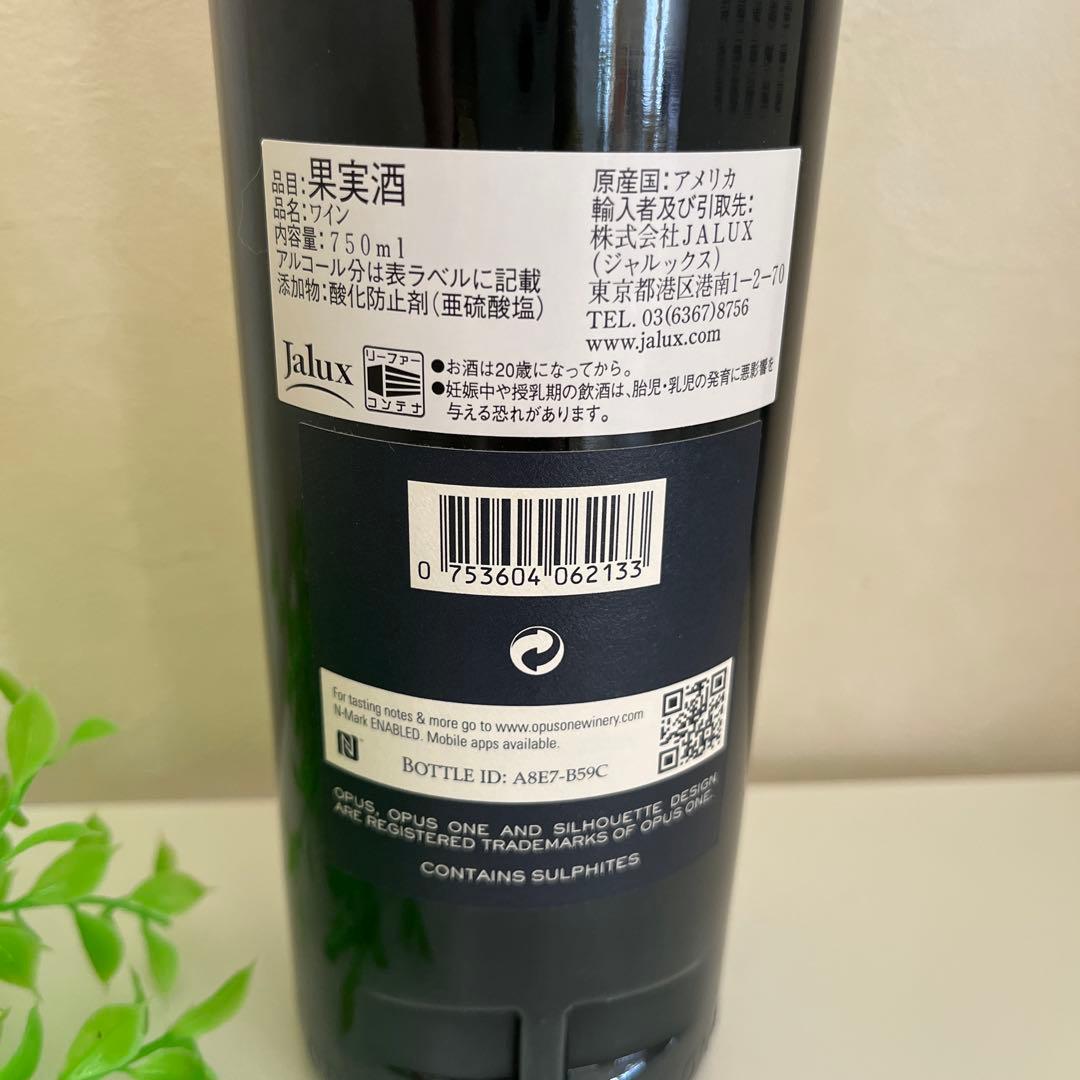 品目:果実酒
品名:ワイン
内容量:750ml
アルコール分は表ラベルに記載
添加物:酸化防止剤(亜硫酸塩)
原産国:アメリカ
輸入者及び引取先:
株式会社JALUX
(ジャルックス)
東京都港区港南1-2-70
TEL. 03(6367)8756
www.jalux.com
Jalux
リーファー
コンテナ
●お酒は20歳になってから。
●妊娠中や授乳期の飲酒は、胎児・乳児の発育に悪影響を
与える恐れがあります。
0 753604 062133
For tasting notes & more go to www.opusonewinery.com
N-Mark ENABLED. Mobile apps available.
BOTTLE ID: A8E7-B59C
OPUS, OPUS ONE AND SILHOUETTE DESIGN,
ARE REGISTERED TRADEMARKS OF OPUS ONE.
CONTAINS SULPHITES